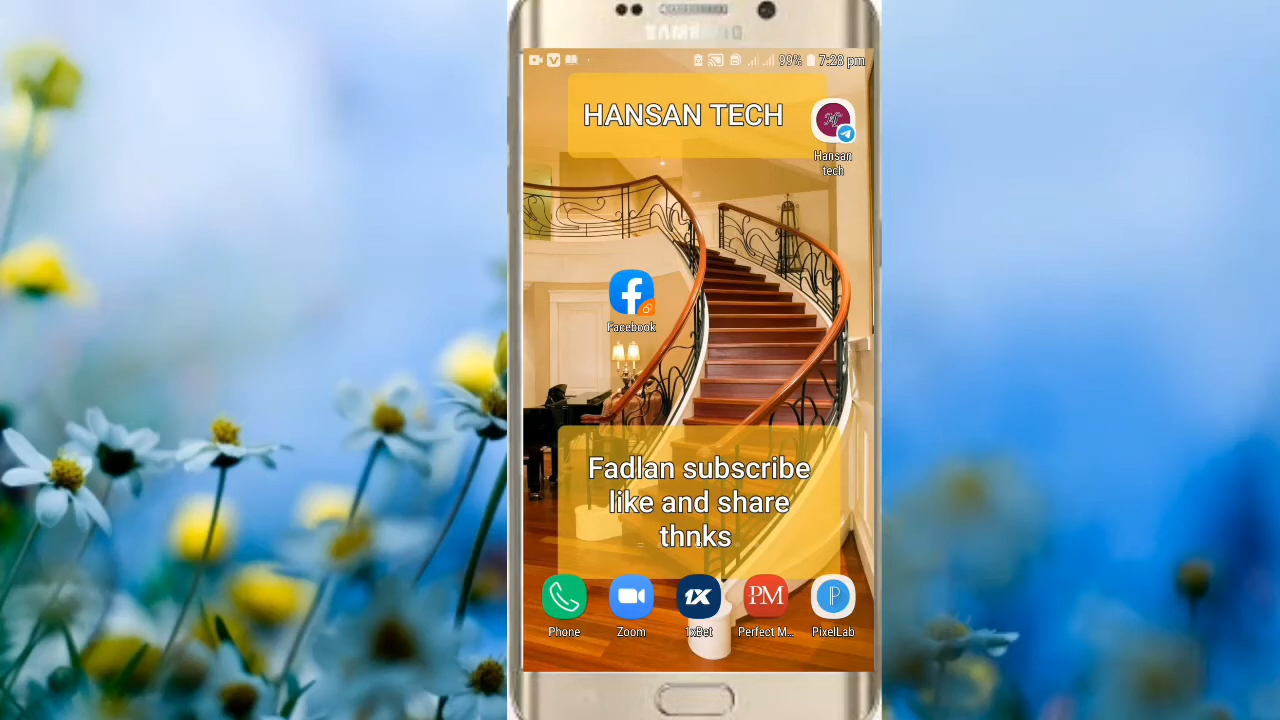 SAMSUNG
99% 7:28 pm
HANSAN TECH
Hansan
tech
Facebook
Fadlan subscribe
like and share
thnks
Phone
Zoom
1xBet
Perfect M...
PixelLab